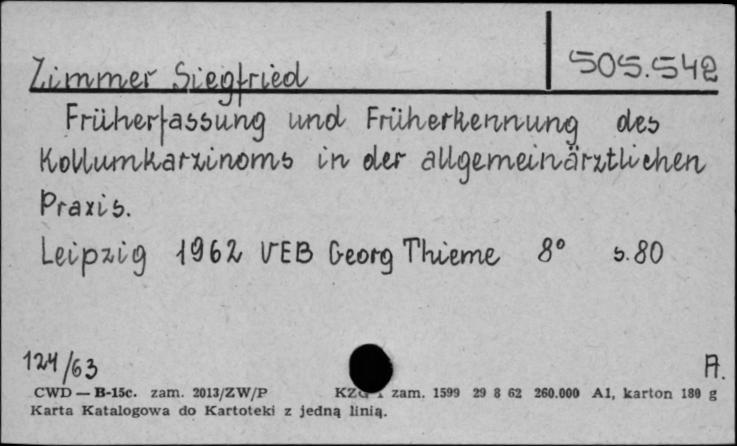 Zimmer Siegfried 505.542
Früherfassung und Früherkennung des
Kollumkarzinoms in der allgemeinärztlichen
Praxis.
Leipzig 1962 VEB Georg Thieme 8° s.80
124/63 A.
CWD — B-15c. zam. 2013/ZW/P zam. 1599 29 8 62 260.000 A1, karton 180 g
Karta Katalogowa do Kartoteki z jedną linią.